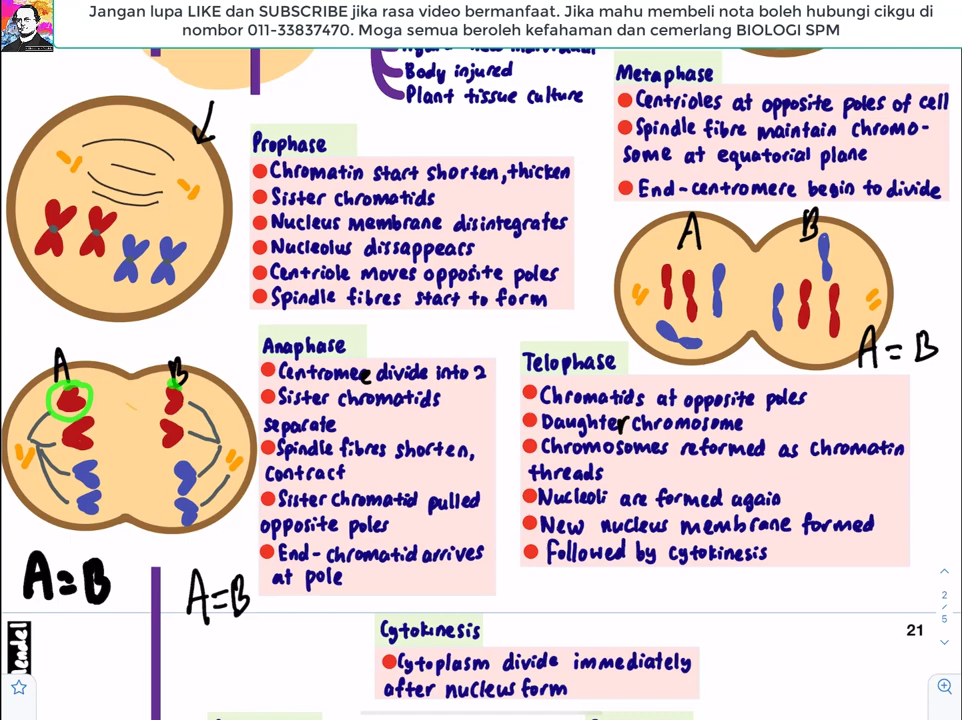 Jangan lupa LIKE dan SUBSCRIBE jika rasa video bermanfaat. Jika mahu membeli nota boleh hubungi cikgu di
nombor 011-33837470. Moga semua beroleh kefahaman dan cemerlang BIOLOGI SPM
Body injured
Plant tissue culture
Prophase
Chromatin start shorten, thicken
Sister chromatids
Nucleus membrane disintegrates
Nucleolus dissappears
Centriole moves opposite poles
Spindle fibres start to form
Metaphase
Centrioles at opposite poles of cell
Spindle fibre maintain chromo-
some at equatorial plane
End-centromere begin to divide
A
B
A = B
Anaphase
Centromee divide into 2
Sister chromatids
separate
Spindle fibres shorten,
contract
Sister chromatid pulled
opposite poles
End-chromatid arrives
at pole
A
B
A=B
A=B
Telophase
Chromatids at opposite poles
Daughter chromosome
Chromosomes reformed as chromatin
threads
Nucleoli are formed again
New nucleus membrane formed
Followed by cytokinesis
Cytokinesis
Cytoplasm divide immediately
after nucleus form
21
2
/
5
lendel